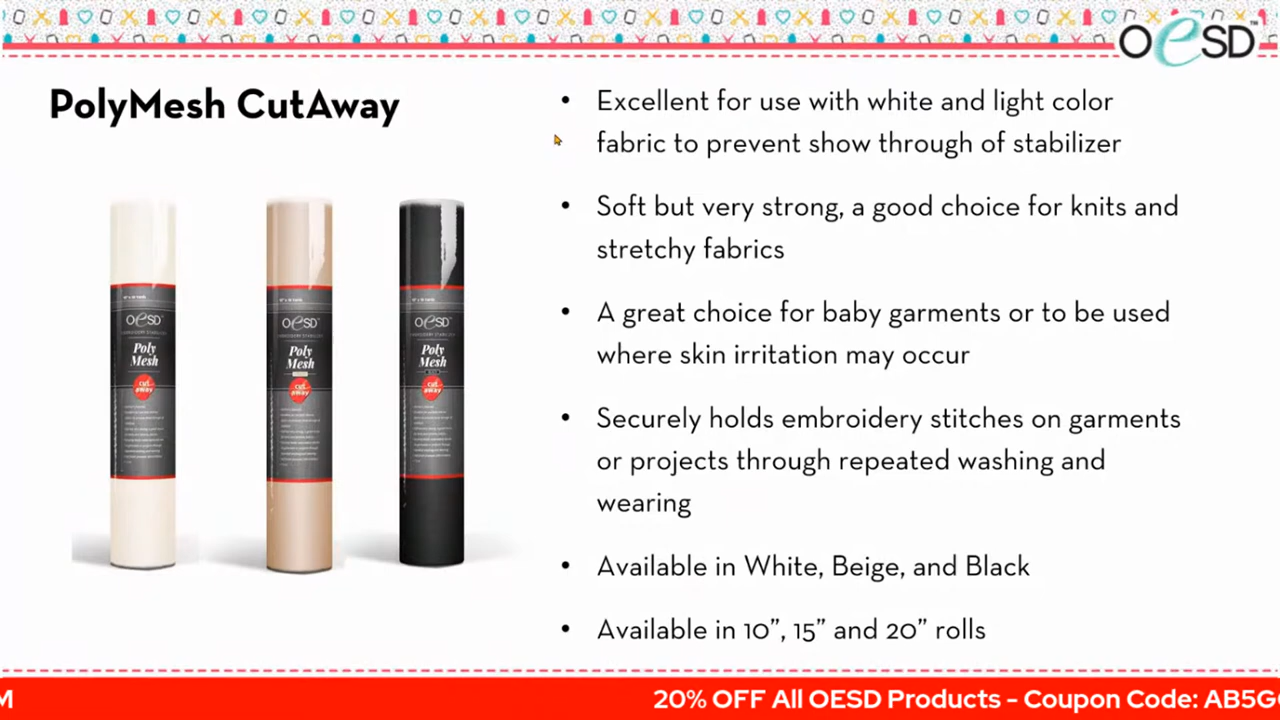 OESD
PolyMesh CutAway
• Excellent for use with white and light color
fabric to prevent show through of stabilizer
• Soft but very strong, a good choice for knits and
stretchy fabrics
• A great choice for baby garments or to be used
where skin irritation may occur
• Securely holds embroidery stitches on garments
or projects through repeated washing and
wearing
• Available in White, Beige, and Black
• Available in 10”, 15” and 20” rolls
OESD
Poly
Mesh
cut
away
OESD
Poly
Mesh
cut
away
OESD
Poly
Mesh
cut
away
M
20% OFF All OESD Products - Coupon Code: AB5G